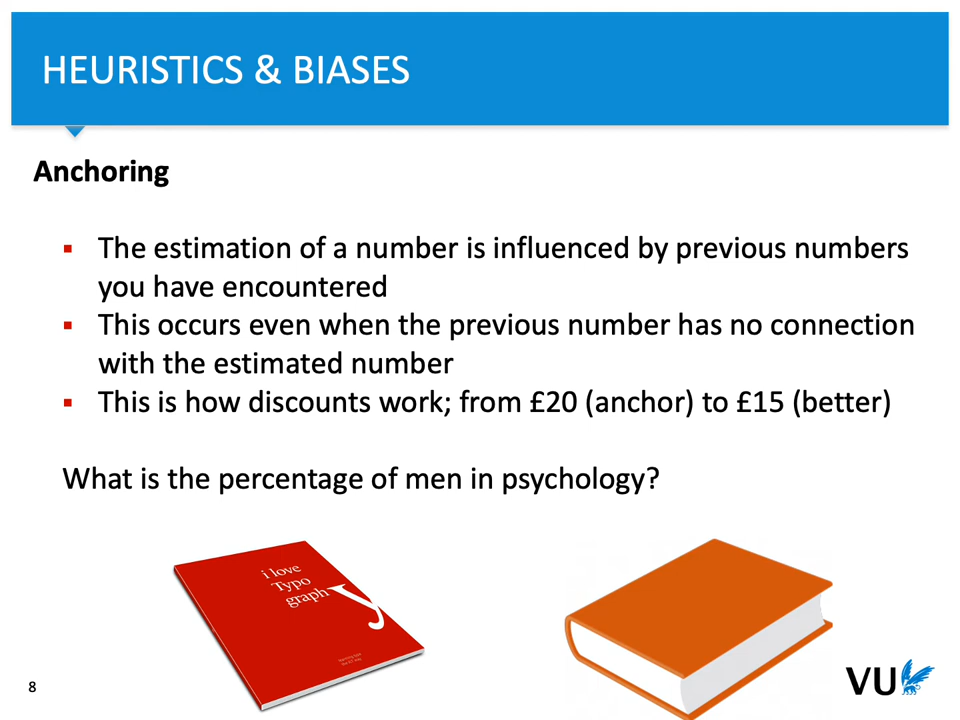 HEURISTICS & BIASES
Anchoring
▪ The estimation of a number is influenced by previous numbers
you have encountered
▪ This occurs even when the previous number has no connection
with the estimated number
▪ This is how discounts work; from £20 (anchor) to £15 (better)
What is the percentage of men in psychology?
i love
Typo
graphy
8
VU